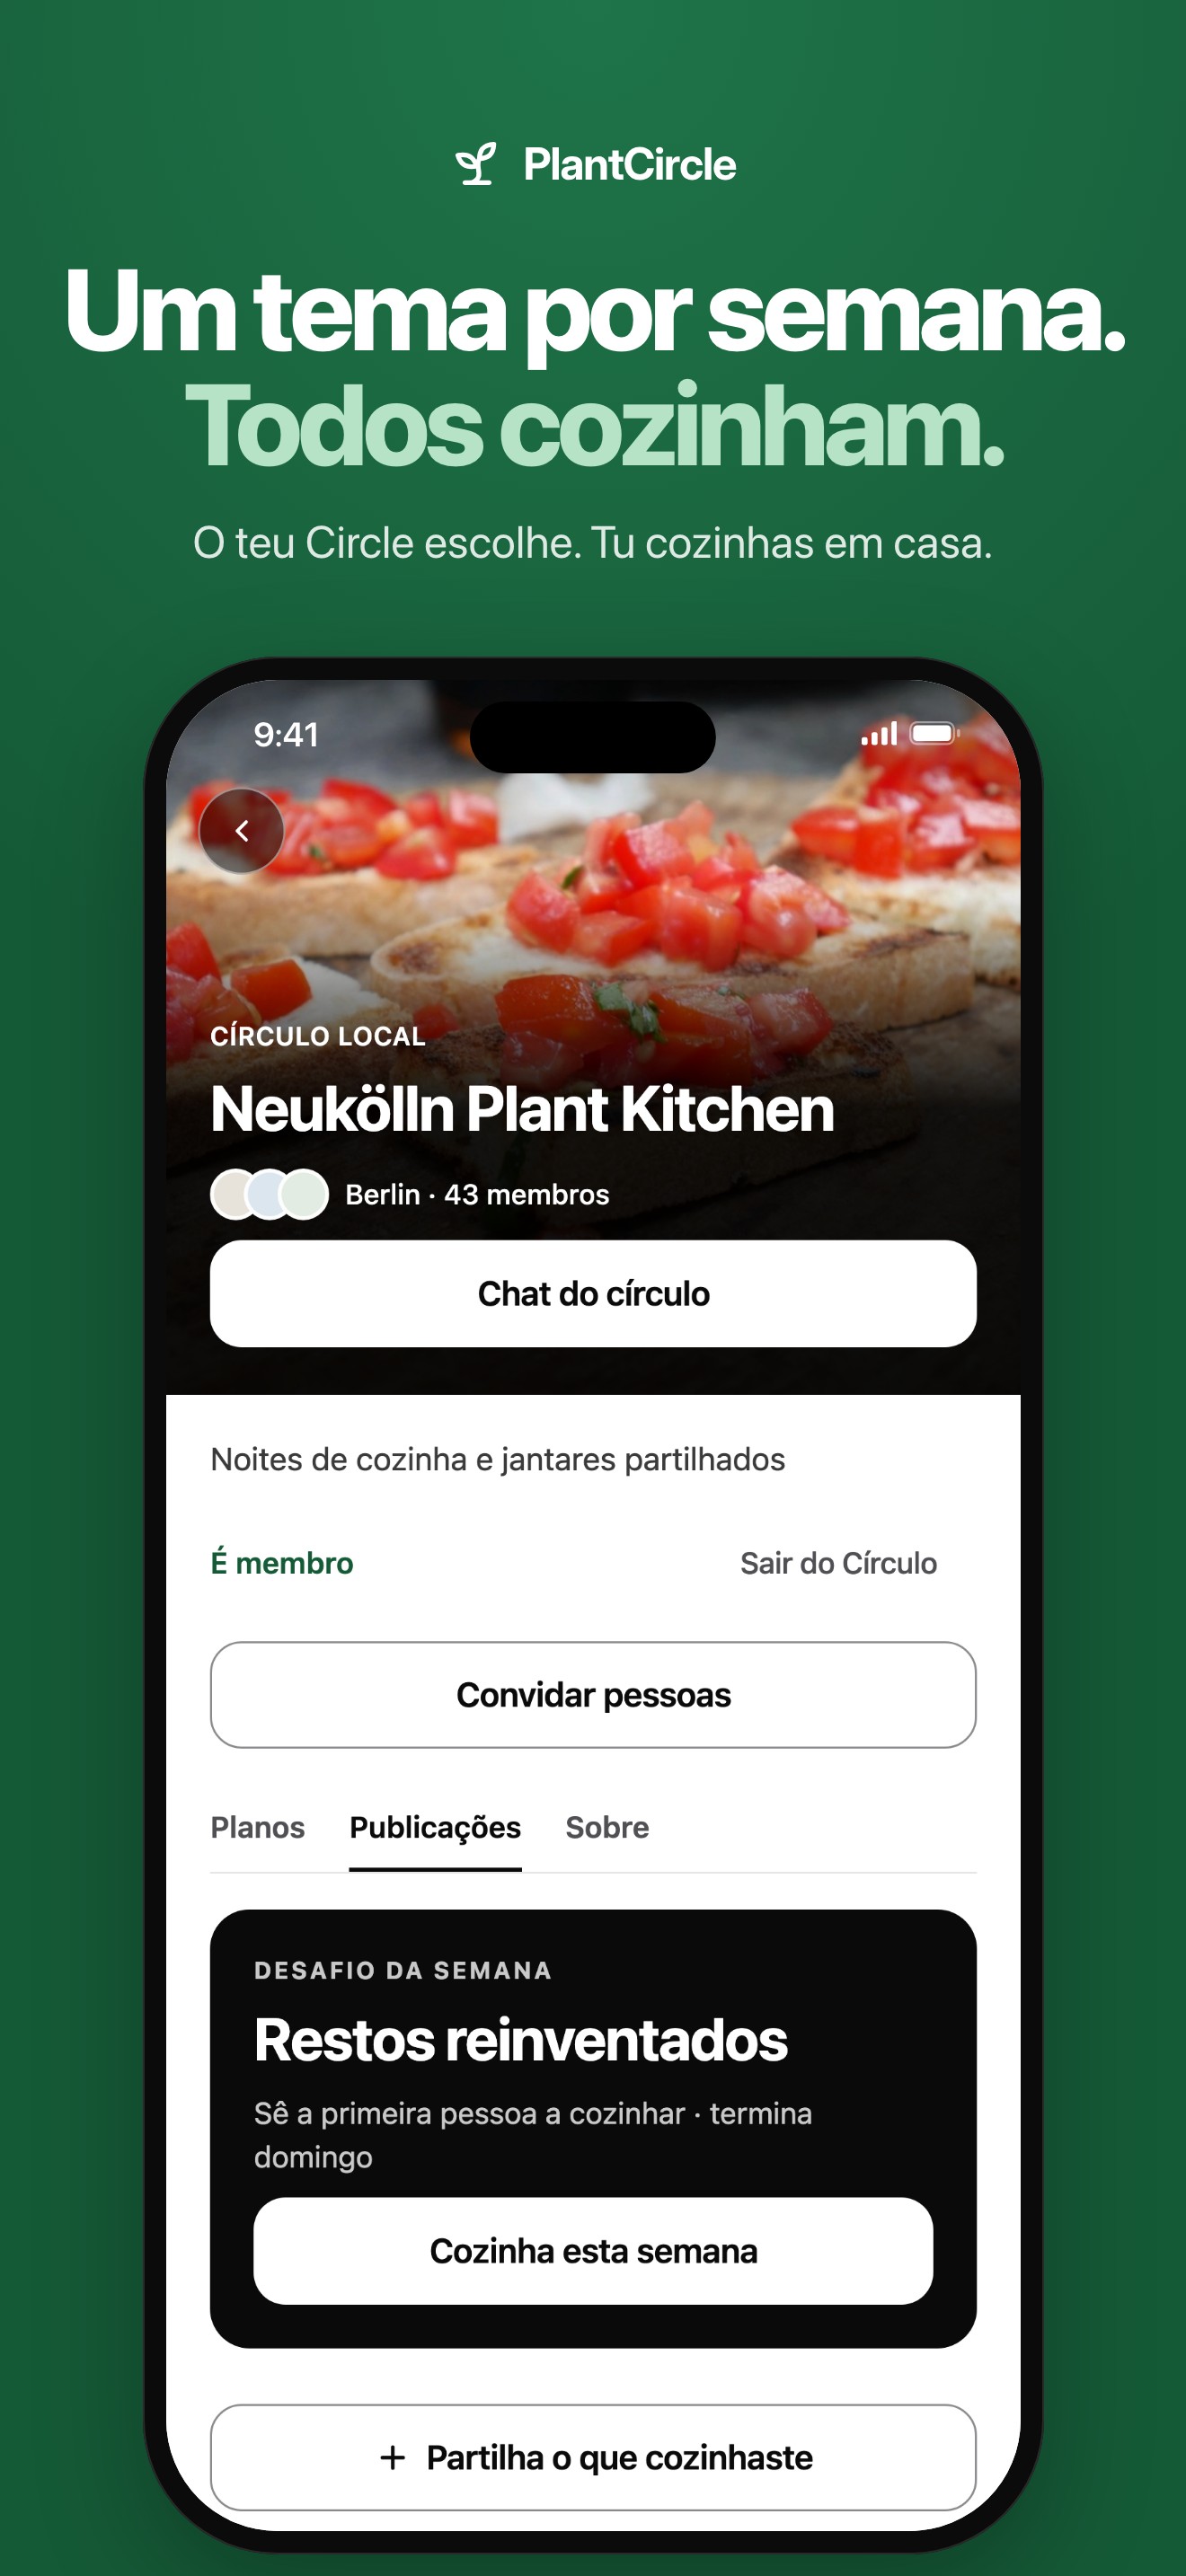 PlantCircle
Um tema por semana.
Todos cozinham.
O teu Circle escolhe. Tu cozinhas em casa.
9:41
CÍRCULO LOCAL
Neukölln Plant Kitchen
Berlin · 43 membros
Chat do círculo
Noites de cozinha e jantares partilhados
É membro
Sair do Círculo
Convidar pessoas
Planos Publicações Sobre
DESAFIO DA SEMANA
Restos reinventados
Sê a primeira pessoa a cozinhar · termina
domingo
Cozinha esta semana
+ Partilha o que cozinhaste